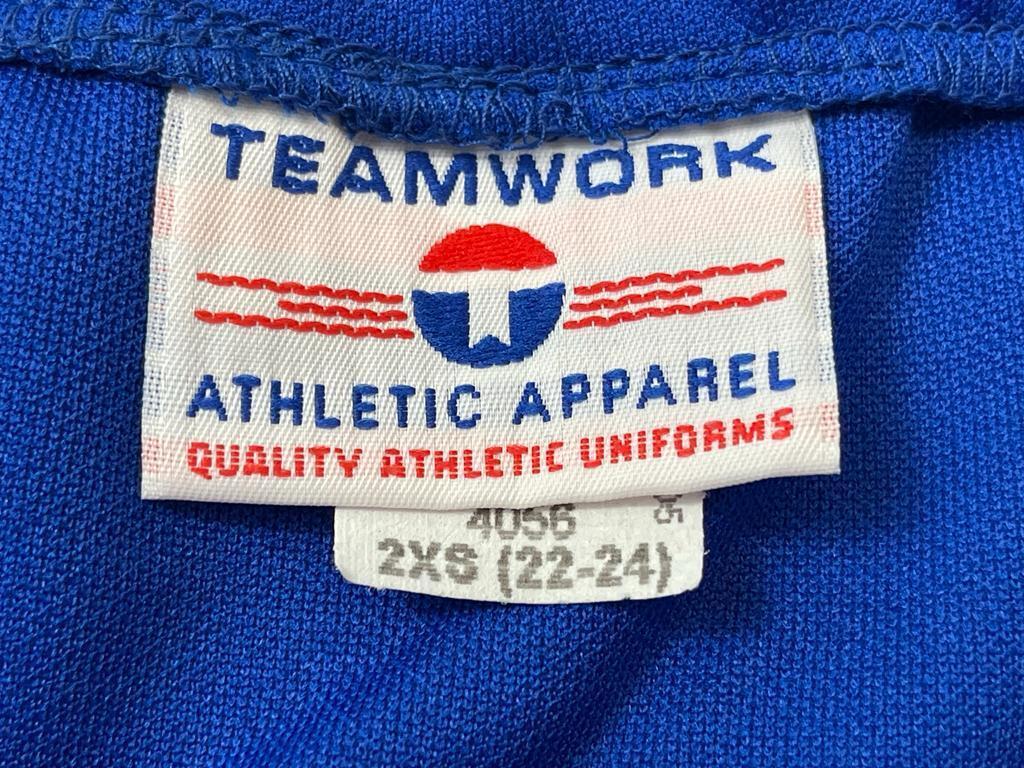 TEAMWORK
T
ATHLETIC APPAREL
QUALITY ATHLETIC UNIFORMS
4056
2XS (22-24)